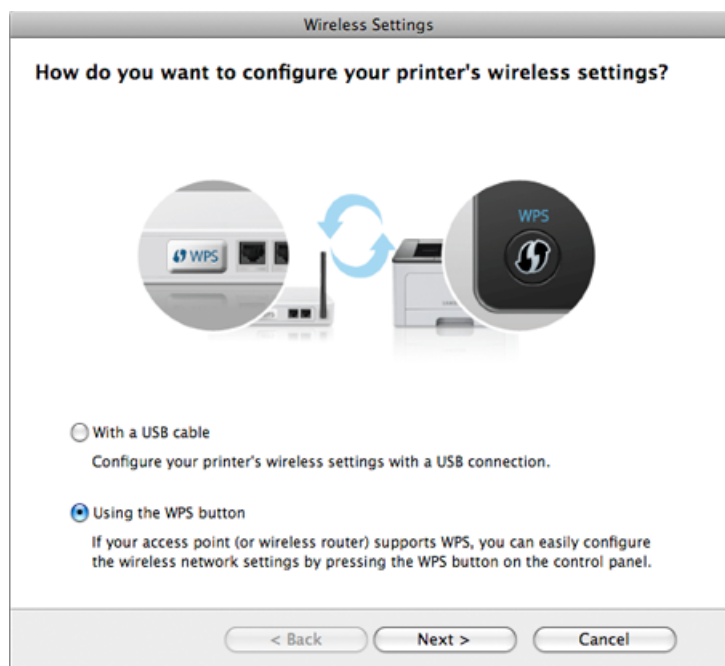 Wireless Settings
How do you want to configure your printer's wireless settings?
WPS
WPS
With a USB cable
Configure your printer's wireless settings with a USB connection.
Using the WPS button
If your access point (or wireless router) supports WPS, you can easily configure
the wireless network settings by pressing the WPS button on the control panel.
< Back
Next >
Cancel